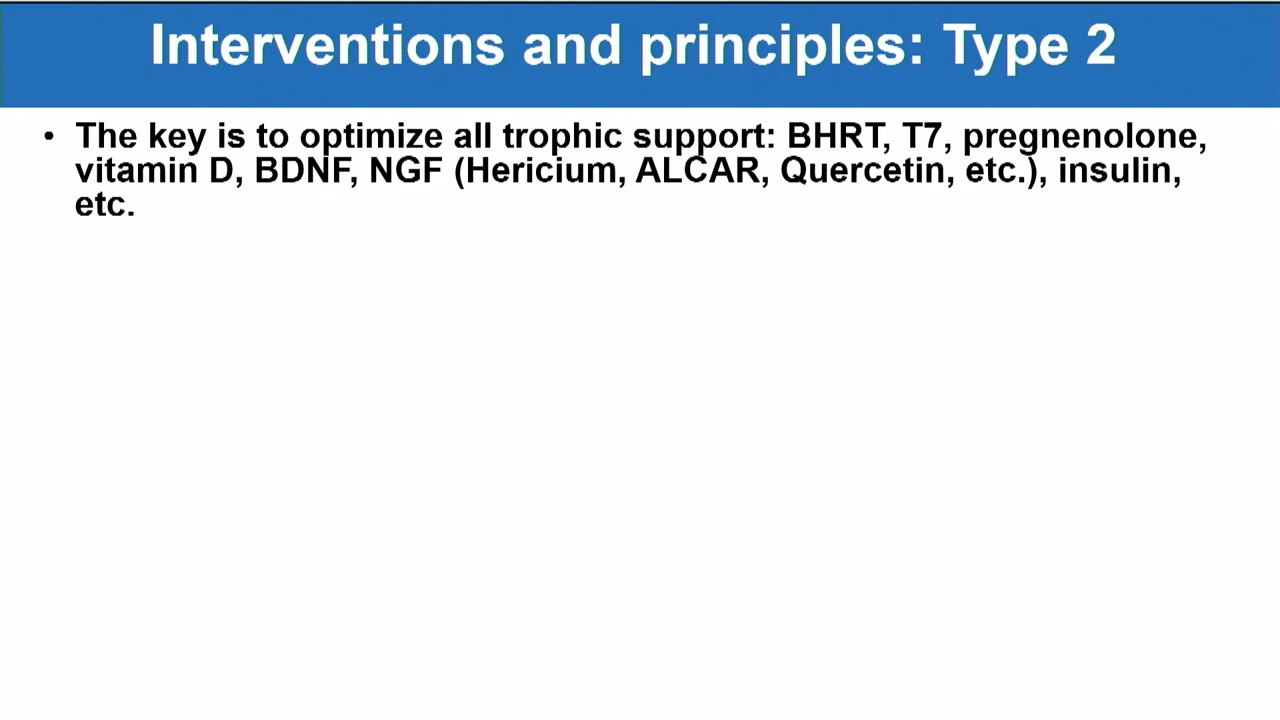 Interventions and principles: Type 2
• The key is to optimize all trophic support: BHRT, T7, pregnenolone,
vitamin D, BDNF, NGF (Hericium, ALCAR, Quercetin, etc.), insulin,
etc.